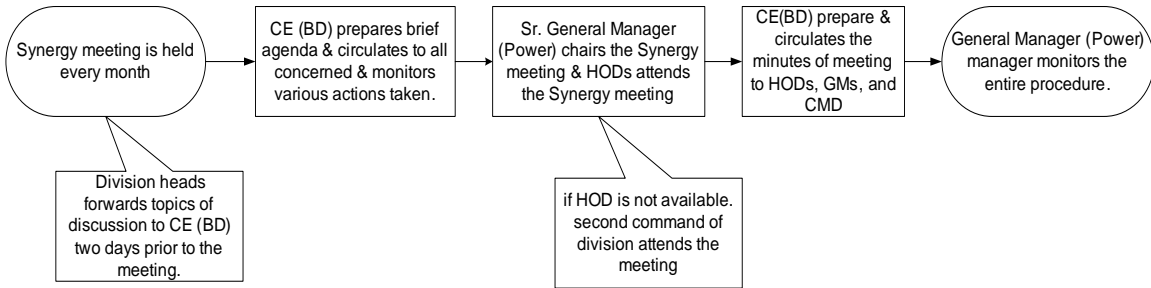 Synergy meeting is held
every month
CE (BD) prepares brief
agenda & circulates to all
concerned & monitors
various actions taken.
Sr. General Manager
(Power) chairs the Synergy
meeting & HODs attends
the Synergy meeting
CE(BD) prepare &
circulates the
minutes of meeting
to HODs, GMs, and
CMD
General Manager (Power)
manager monitors the
entire procedure.
Division heads
forwards topics of
discussion to CE (BD)
two days prior to the
meeting.
if HOD is not available.
second command of
division attends the
meeting